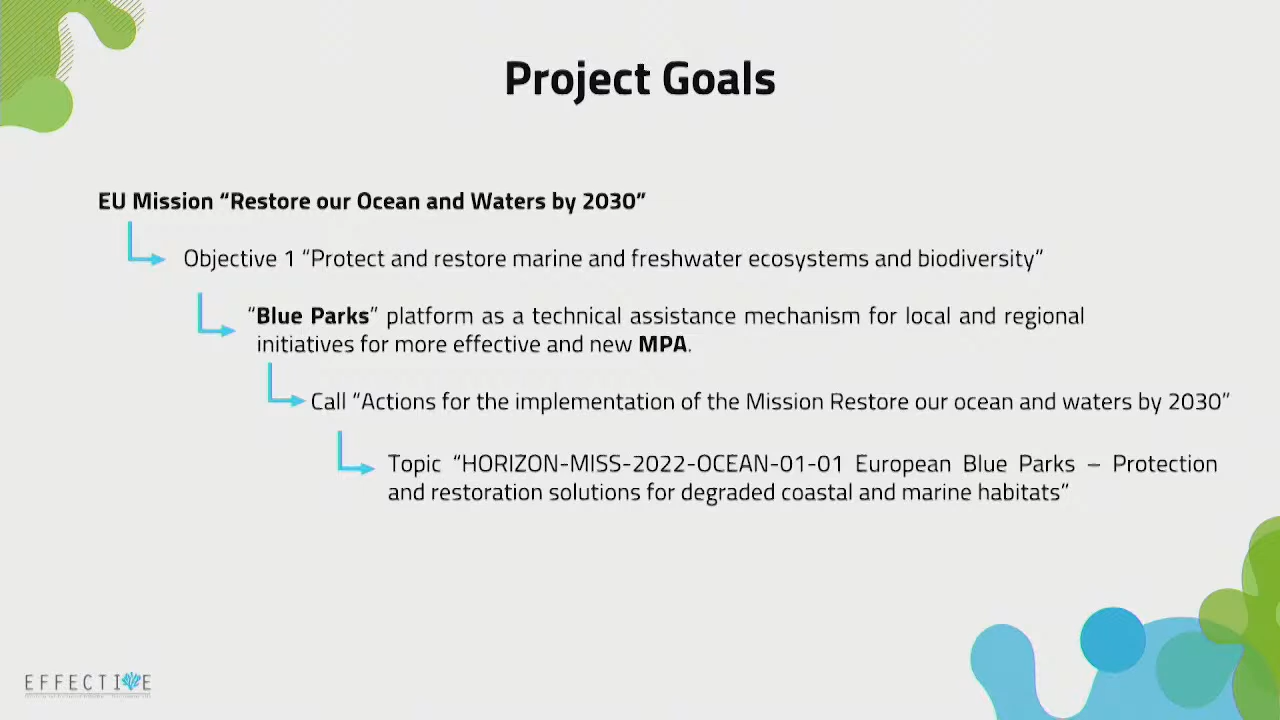 Project Goals
EU Mission “Restore our Ocean and Waters by 2030”
Objective 1 “Protect and restore marine and freshwater ecosystems and biodiversity”
“Blue Parks” platform as a technical assistance mechanism for local and regional
initiatives for more effective and new MPA.
Call “Actions for the implementation of the Mission Restore our ocean and waters by 2030”
Topic “HORIZON-MISS-2022-OCEAN-01-01 European Blue Parks – Protection
and restoration solutions for degraded coastal and marine habitats”
EFFECTIVE